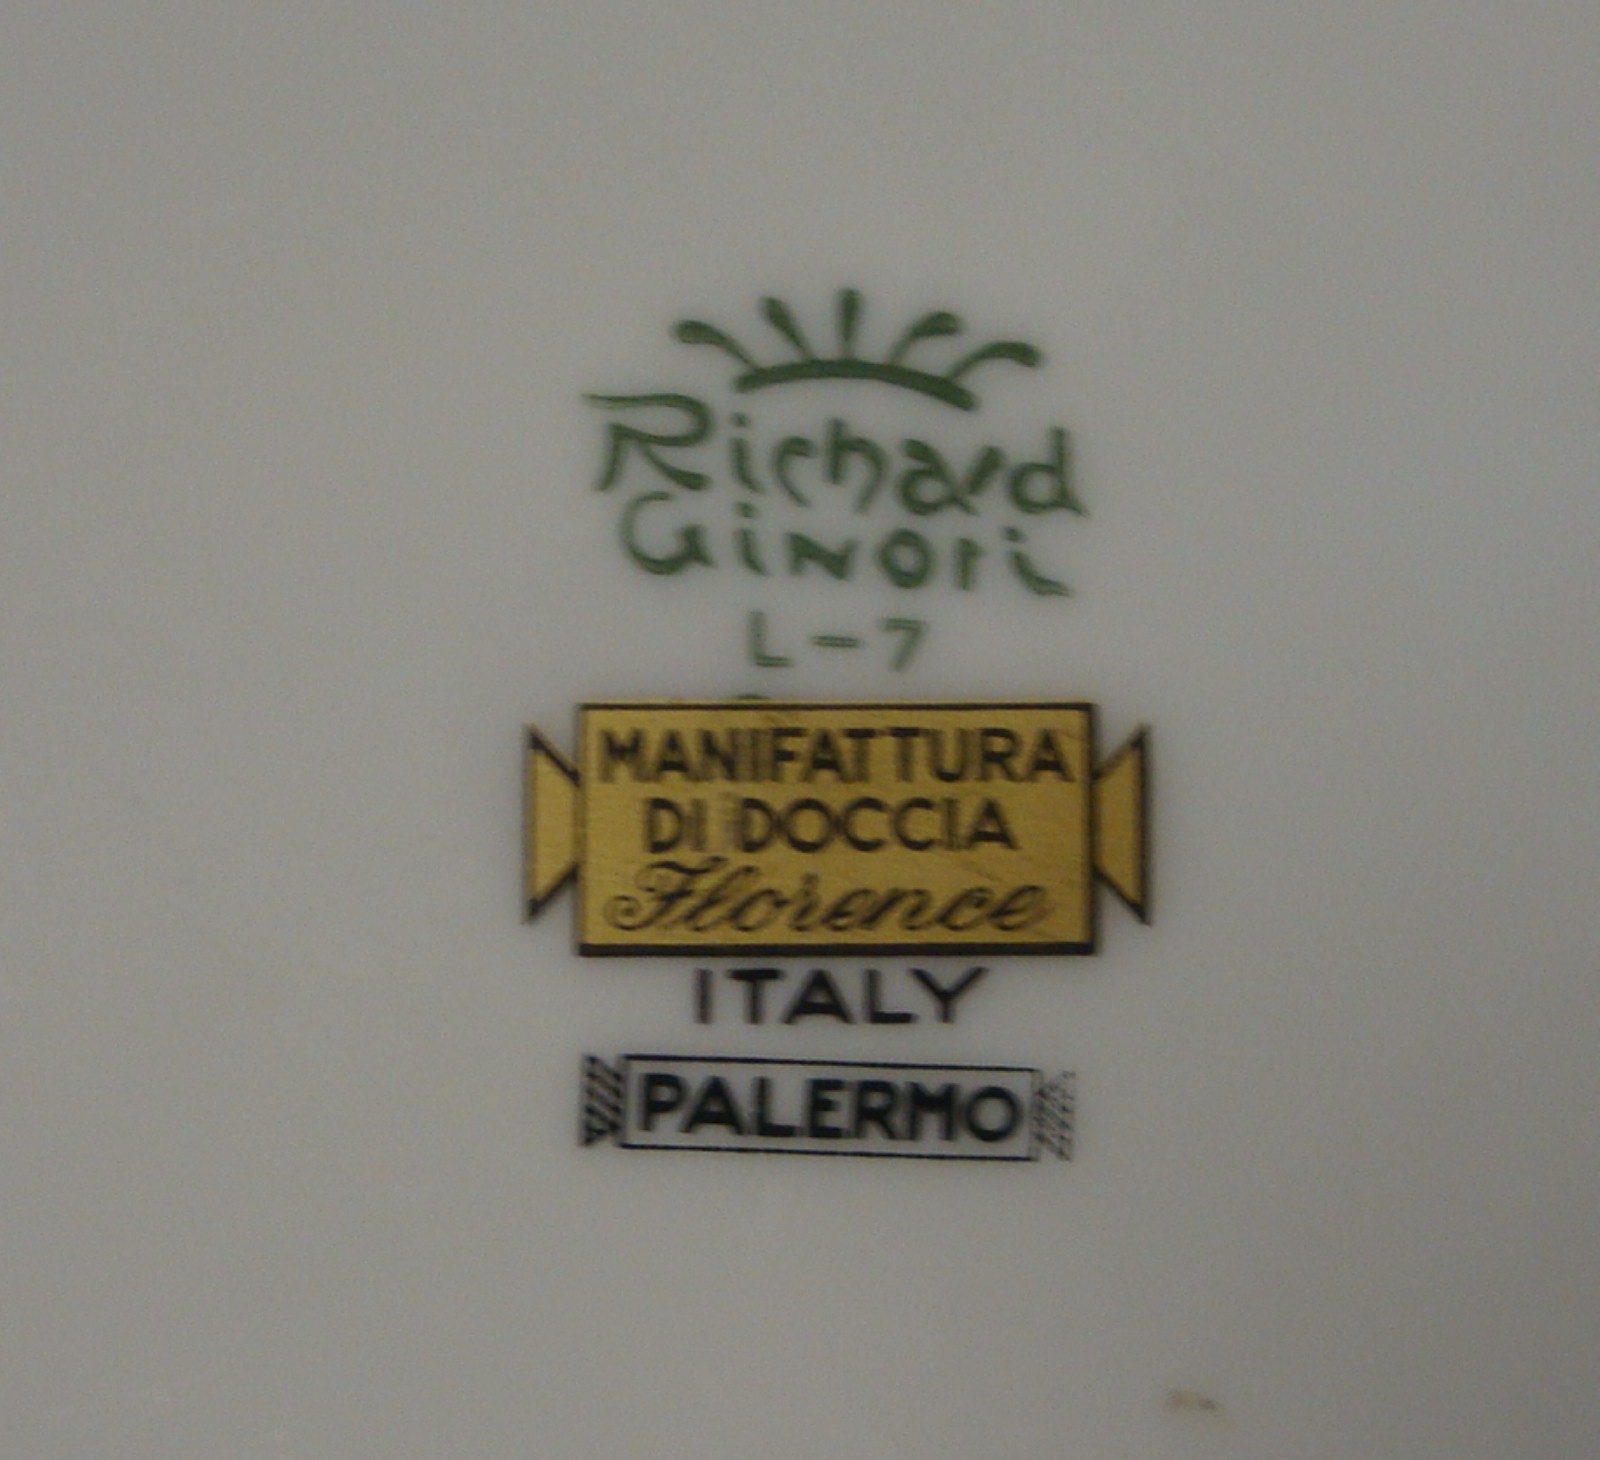 Richard
Ginori
L-7
MANIFATTURA
DI DOCCIA
Florence
ITALY
PALERMO